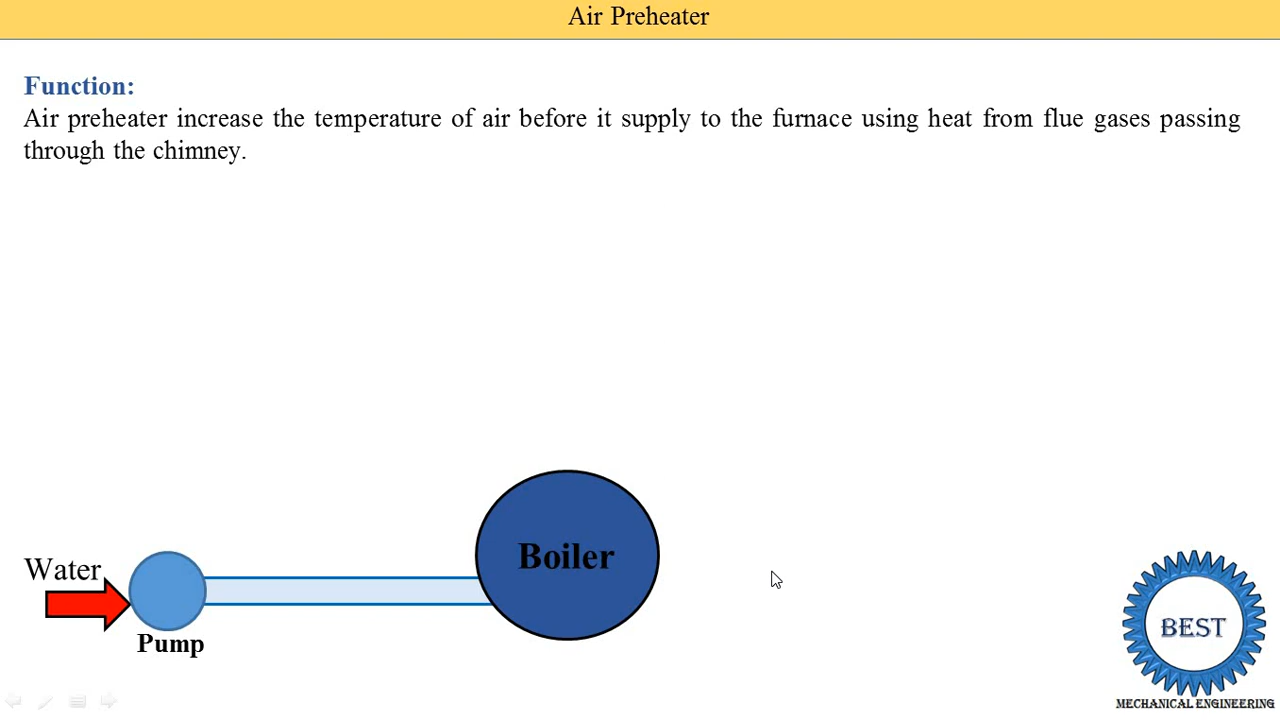 Air Preheater
Function:
Air preheater increase the temperature of air before it supply to the furnace using heat from flue gases passing
through the chimney.
Boiler
Water
Pump
BEST
MECHANICAL ENGINEERING